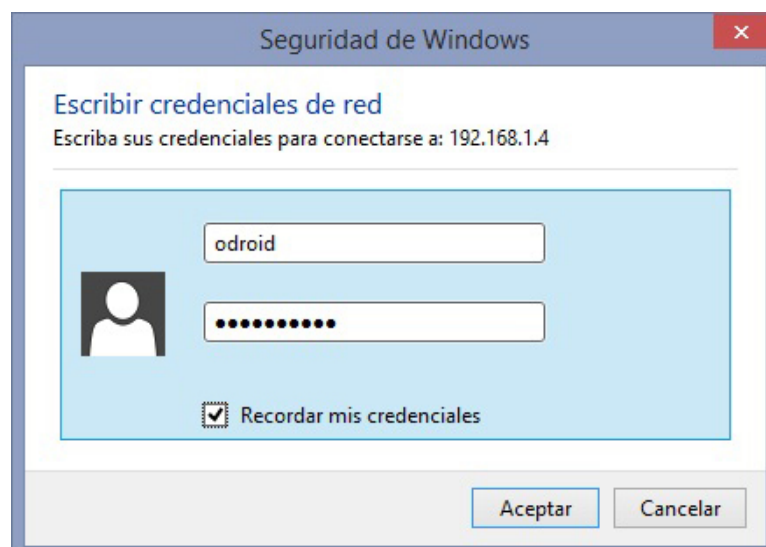 Seguridad de Windows
Escribir credenciales de red
Escriba sus credenciales para conectarse a: 192.168.1.4
odroid
••••••••••
Recordar mis credenciales
Aceptar
Cancelar